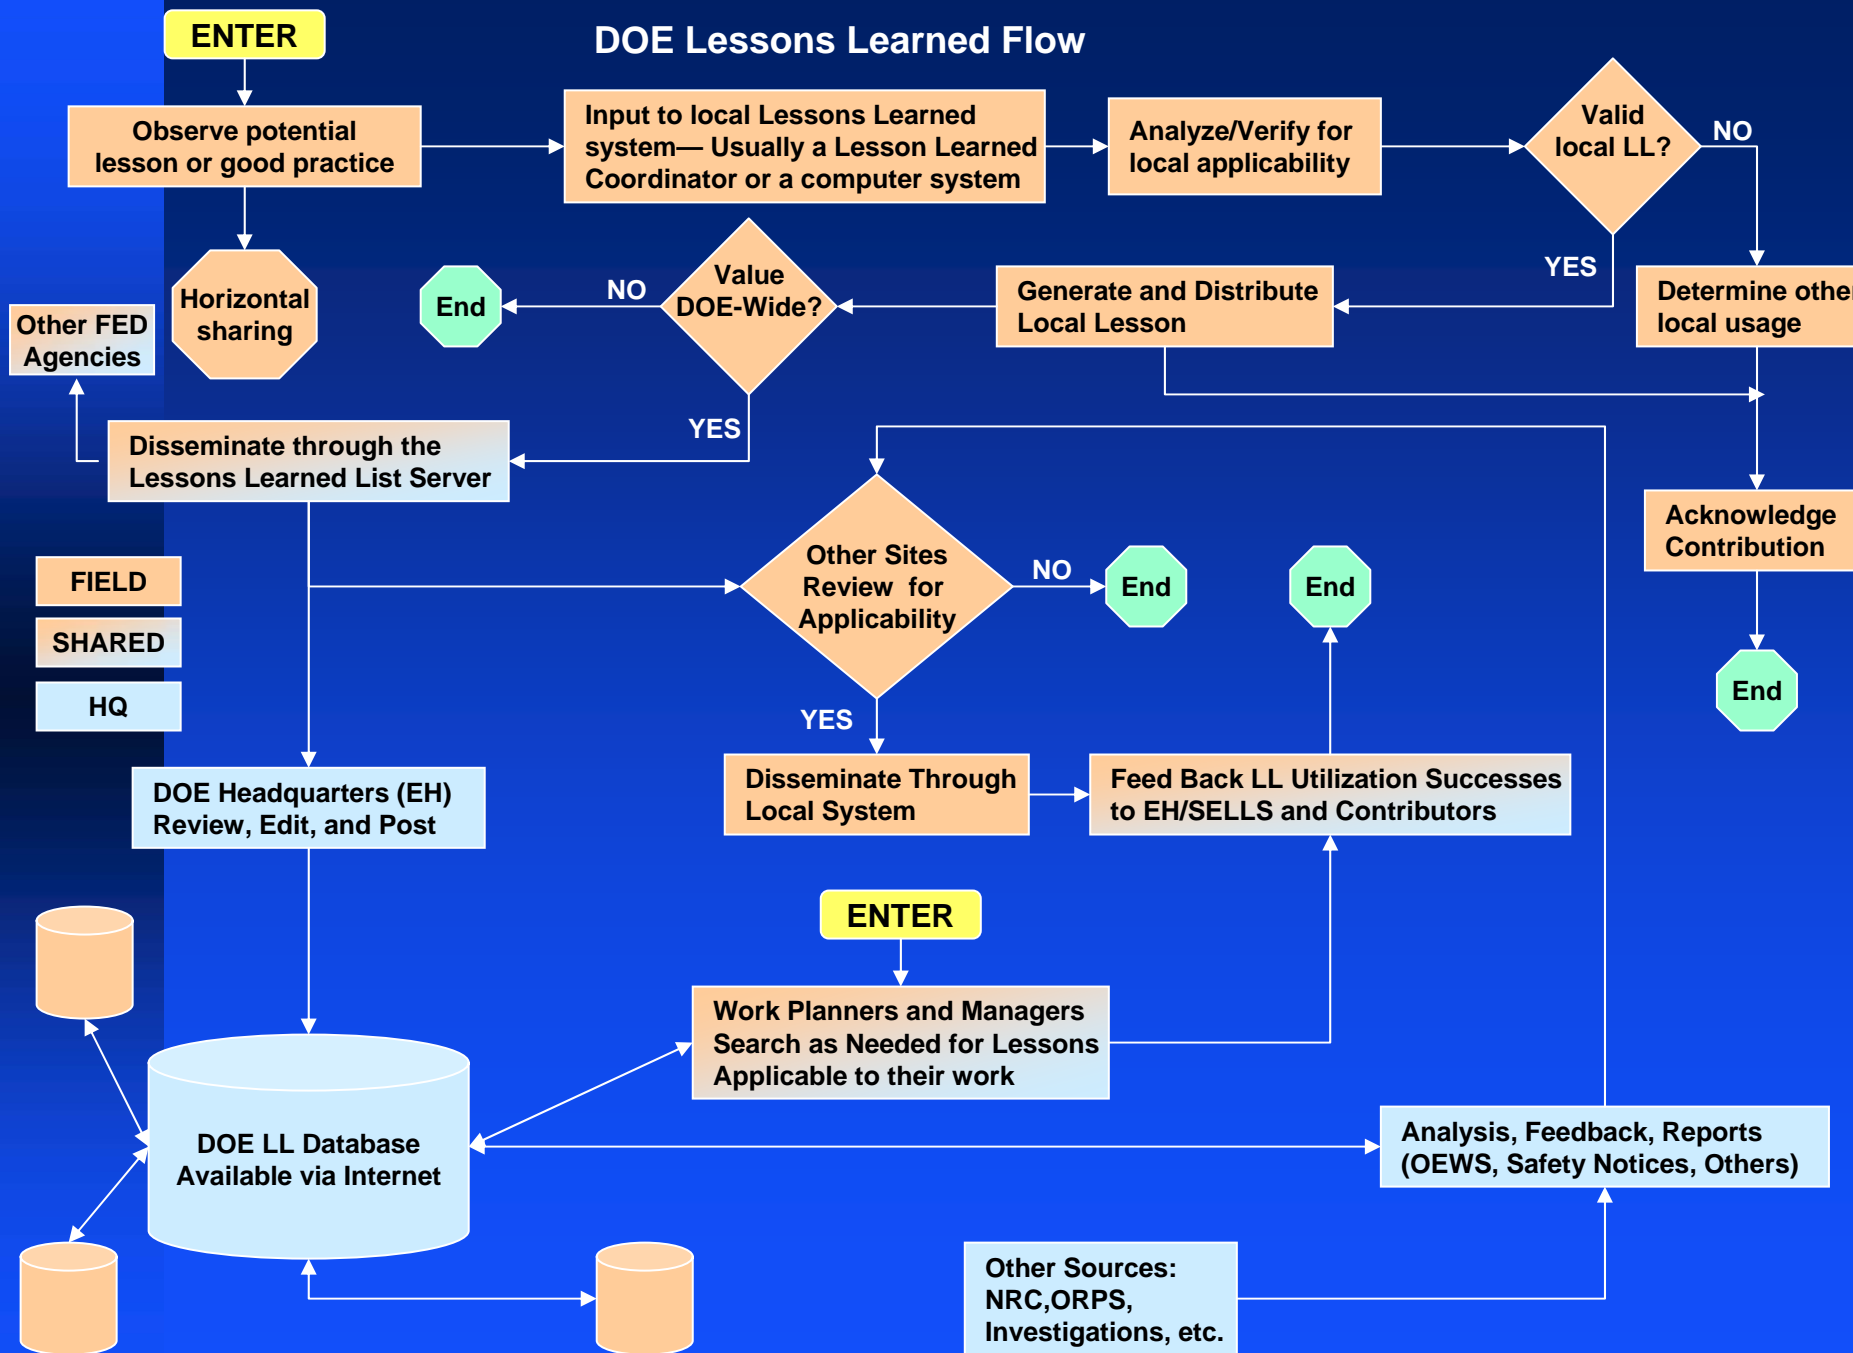 ENTER
DOE Lessons Learned Flow
Observe potential
lesson or good practice
Input to local Lessons Learned
system— Usually a Lesson Learned
Coordinator or a computer system
Analyze/Verify for
local applicability
Valid
local LL?
NO
YES
Horizontal
sharing
End
NO
Value
DOE-Wide?
Generate and Distribute
Local Lesson
Determine othe
local usage
Other FED
Agencies
YES
Disseminate through the
Lessons Learned List Server
Acknowledge
Contribution
Other Sites
Review for
Applicability
NO
End
End
End
FIELD
SHARED
HQ
YES
DOE Headquarters (EH)
Review, Edit, and Post
Disseminate Through
Local System
Feed Back LL Utilization Successes
to EH/SELLS and Contributors
ENTER
Work Planners and Managers
Search as Needed for Lessons
Applicable to their work
DOE LL Database
Available via Internet
Analysis, Feedback, Reports
(OEWS, Safety Notices, Others)
Other Sources:
NRC,ORPS,
Investigations, etc.